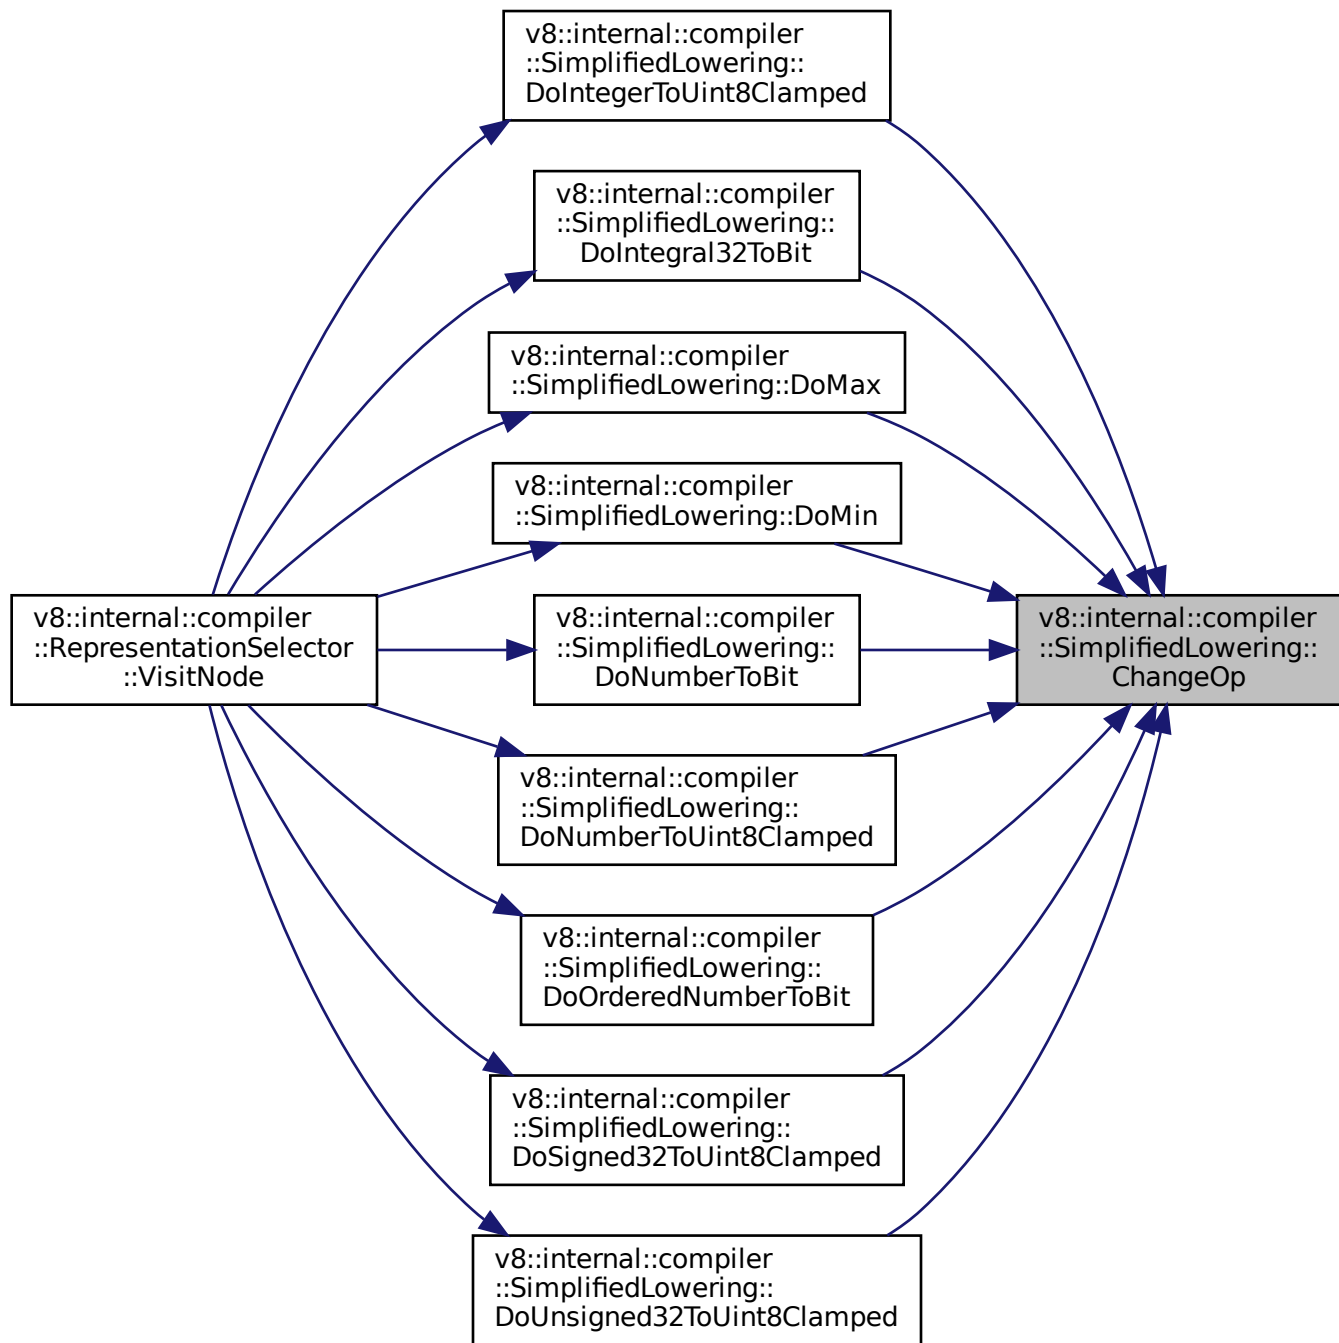 v8::internal::compiler
::SimplifiedLowering::
DoIntegerToUint8Clamped
v8::internal::compiler
::SimplifiedLowering::
DoIntegral32ToBit
v8::internal::compiler
::SimplifiedLowering::DoMax
v8::internal::compiler
::SimplifiedLowering::DoMin
v8::internal::compiler
::RepresentationSelector
::VisitNode
v8::internal::compiler
::SimplifiedLowering::
DoNumberToBit
v8::internal::compiler
::SimplifiedLowering::
ChangeOp
v8::internal::compiler
::SimplifiedLowering::
DoNumberToUint8Clamped
v8::internal::compiler
::SimplifiedLowering::
DoOrderedNumberToBit
v8::internal::compiler
::SimplifiedLowering::
DoSigned32ToUint8Clamped
v8::internal::compiler
::SimplifiedLowering::
DoUnsigned32ToUint8Clamped